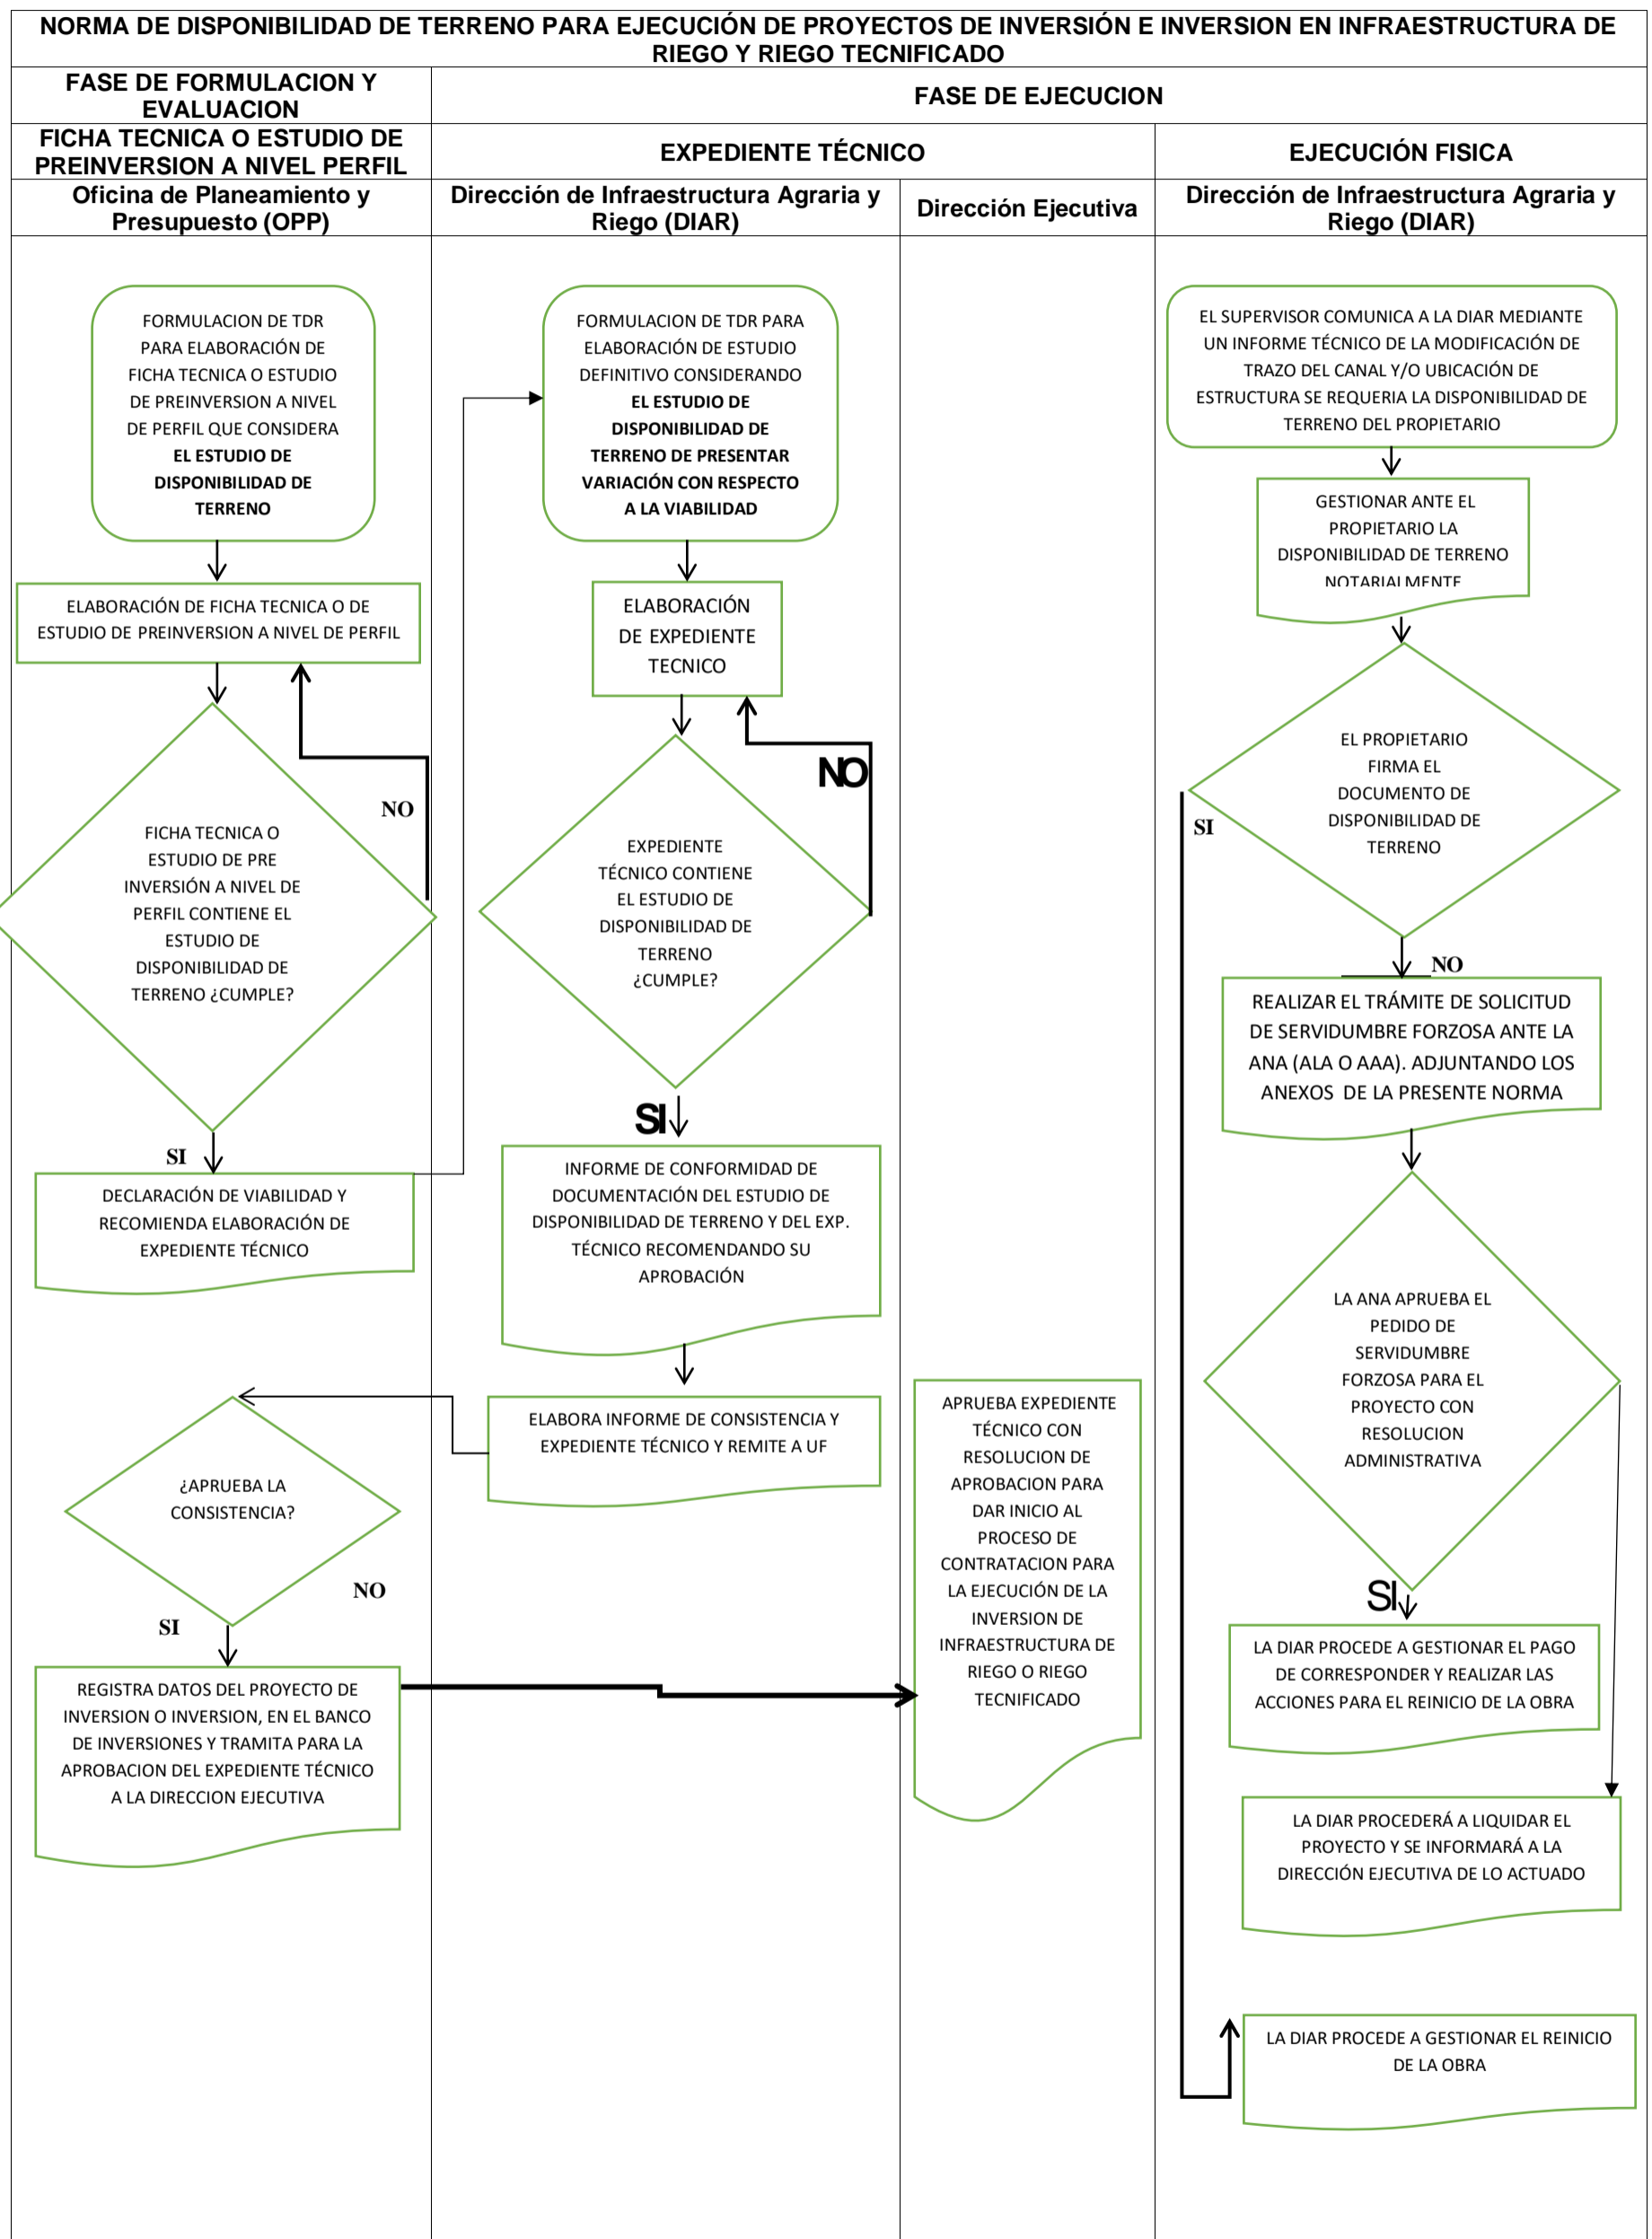 NORMA DE DISPONIBILIDAD DE TERRENO PARA EJECUCIÓN DE PROYECTOS DE INVERSIÓN E INVERSION EN INFRAESTRUCTURA DE
RIEGO Y RIEGO TECNIFICADO
FASE DE FORMULACION Y
EVALUACION
FASE DE EJECUCION
FICHA TECNICA O ESTUDIO DE
PREINVERSION A NIVEL PERFIL
EXPEDIENTE TÉCNICO
EJECUCIÓN FISICA
Oficina de Planeamiento y
Presupuesto (OPP)
Dirección de Infraestructura Agraria y
Riego (DIAR)
Dirección Ejecutiva
Dirección de Infraestructura Agraria y
Riego (DIAR)
FORMULACION DE TDR
PARA ELABORACIÓN DE
FICHA TECNICA O ESTUDIO
DE PREINVERSION A NIVEL
DE PERFIL QUE CONSIDERA
EL ESTUDIO DE
DISPONIBILIDAD DE
TERRENO
ELABORACIÓN DE FICHA TECNICA O DE
ESTUDIO DE PREINVERSION A NIVEL DE PERFIL
NO
FICHA TECNICA O
ESTUDIO DE PRE
INVERSIÓN A NIVEL DE
PERFIL CONTIENE EL
ESTUDIO DE
DISPONIBILIDAD DE
TERRENO ¿CUMPLE?
SI
DECLARACIÓN DE VIABILIDAD Y
RECOMIENDA ELABORACIÓN DE
EXPEDIENTE TÉCNICO
¿APRUEBA LA
CONSISTENCIA?
NO
SI
REGISTRA DATOS DEL PROYECTO DE
INVERSION O INVERSION, EN EL BANCO
DE INVERSIONES Y TRAMITA PARA LA
APROBACION DEL EXPEDIENTE TÉCNICO
A LA DIRECCION EJECUTIVA
FORMULACION DE TDR PARA
ELABORACIÓN DE ESTUDIO
DEFINITIVO CONSIDERANDO
EL ESTUDIO DE
DISPONIBILIDAD DE
TERRENO DE PRESENTAR
VARIACIÓN CON RESPECTO
A LA VIABILIDAD
ELABORACIÓN
DE EXPEDIENTE
TECNICO
NO
EXPEDIENTE
TÉCNICO CONTIENE
EL ESTUDIO DE
DISPONIBILIDAD DE
TERRENO
¿CUMPLE?
SI
INFORME DE CONFORMIDAD DE
DOCUMENTACIÓN DEL ESTUDIO DE
DISPONIBILIDAD DE TERRENO Y DEL EXP.
TÉCNICO RECOMENDANDO SU
APROBACIÓN
ELABORA INFORME DE CONSISTENCIA Y
EXPEDIENTE TÉCNICO Y REMITE A UF
APRUEBA EXPEDIENTE
TÉCNICO CON
RESOLUCION DE
APROBACION PARA
DAR INICIO AL
PROCESO DE
CONTRATACION PARA
LA EJECUCIÓN DE LA
INVERSION DE
INFRAESTRUCTURA DE
RIEGO O RIEGO
TECNIFICADO
EL SUPERVISOR COMUNICA A LA DIAR MEDIANTE
UN INFORME TÉCNICO DE LA MODIFICACIÓN DE
TRAZO DEL CANAL Y/O UBICACIÓN DE
ESTRUCTURA SE REQUERIA LA DISPONIBILIDAD DE
TERRENO DEL PROPIETARIO
GESTIONAR ANTE EL
PROPIETARIO LA
DISPONIBILIDAD DE TERRENO
NOTARIALMENTE
EL PROPIETARIO
FIRMA EL
DOCUMENTO DE
DISPONIBILIDAD DE
TERRENO
SI
NO
REALIZAR EL TRÁMITE DE SOLICITUD
DE SERVIDUMBRE FORZOSA ANTE LA
ANA (ALA O AAA). ADJUNTANDO LOS
ANEXOS DE LA PRESENTE NORMA
LA ANA APRUEBA EL
PEDIDO DE
SERVIDUMBRE
FORZOSA PARA EL
PROYECTO CON
RESOLUCION
ADMINISTRATIVA
SI
LA DIAR PROCEDE A GESTIONAR EL PAGO
DE CORRESPONDER Y REALIZAR LAS
ACCIONES PARA EL REINICIO DE LA OBRA
LA DIAR PROCEDERÁ A LIQUIDAR EL
PROYECTO Y SE INFORMARÁ A LA
DIRECCIÓN EJECUTIVA DE LO ACTUADO
LA DIAR PROCEDE A GESTIONAR EL REINICIO
DE LA OBRA